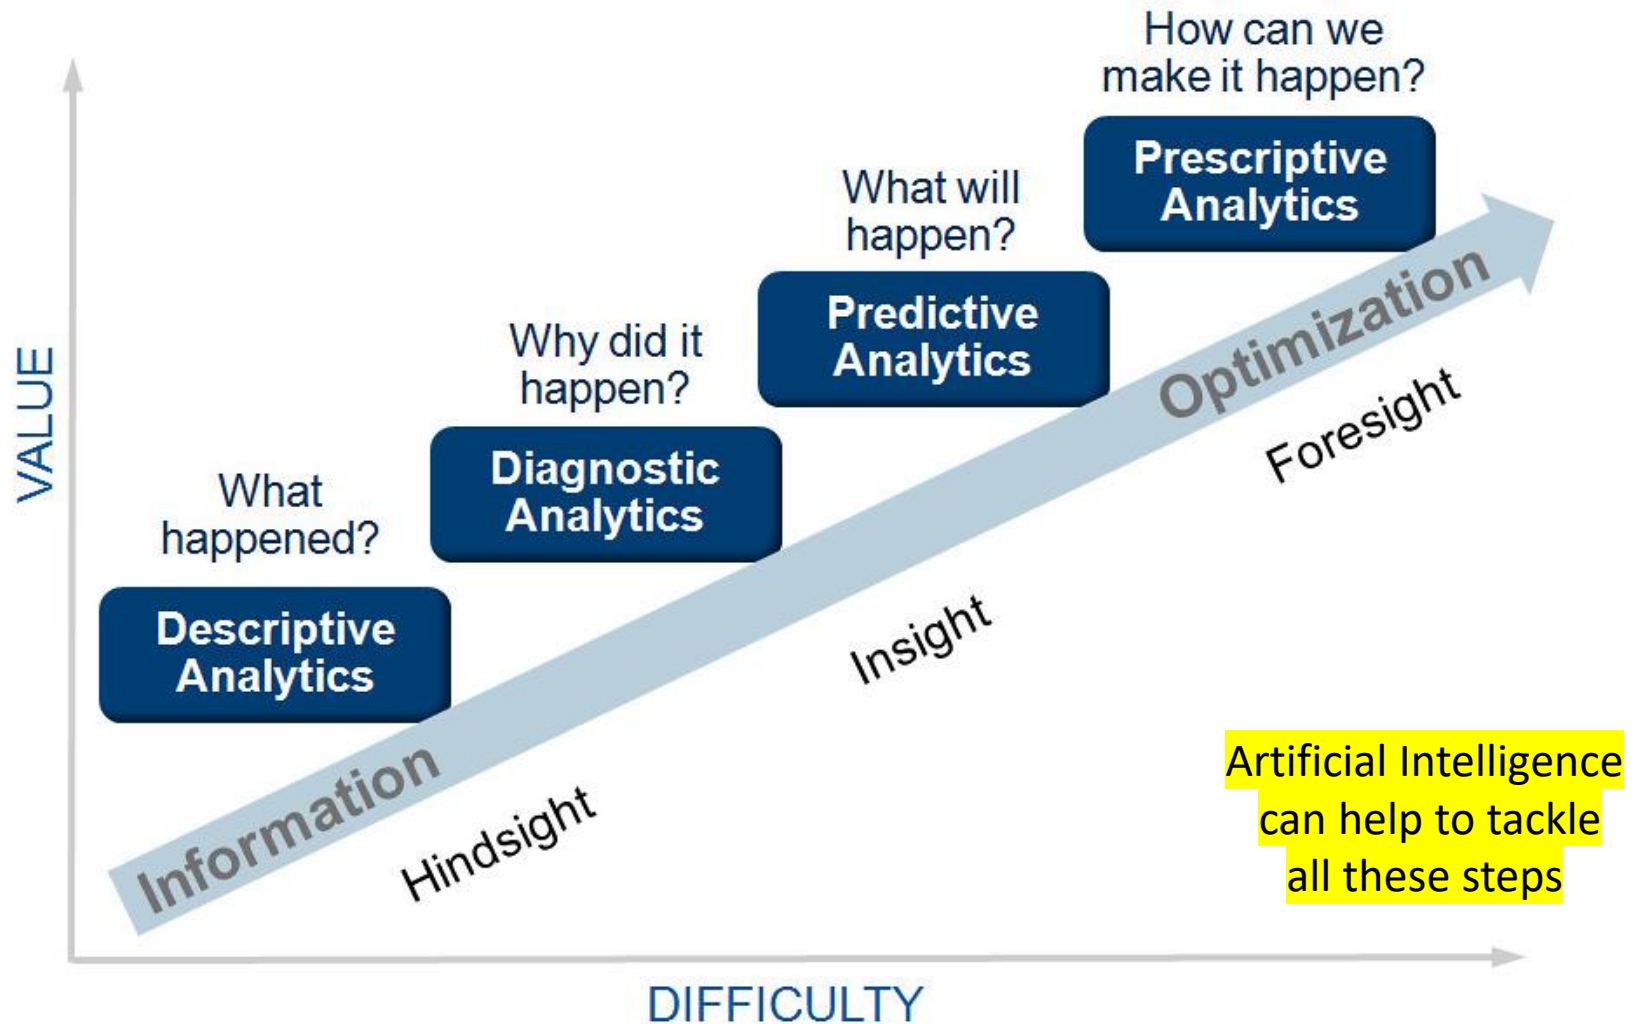 How can we
make it happen?
Prescriptive
Analytics
What will
happen?
Predictive
Analytics
Why did it
happen?
Diagnostic
Analytics
What
happened?
Descriptive
Analytics
Information
Optimization
Hindsight
Insight
Foresight
VALUE
DIFFICULTY
Artificial Intelligence
can help to tackle
all these steps